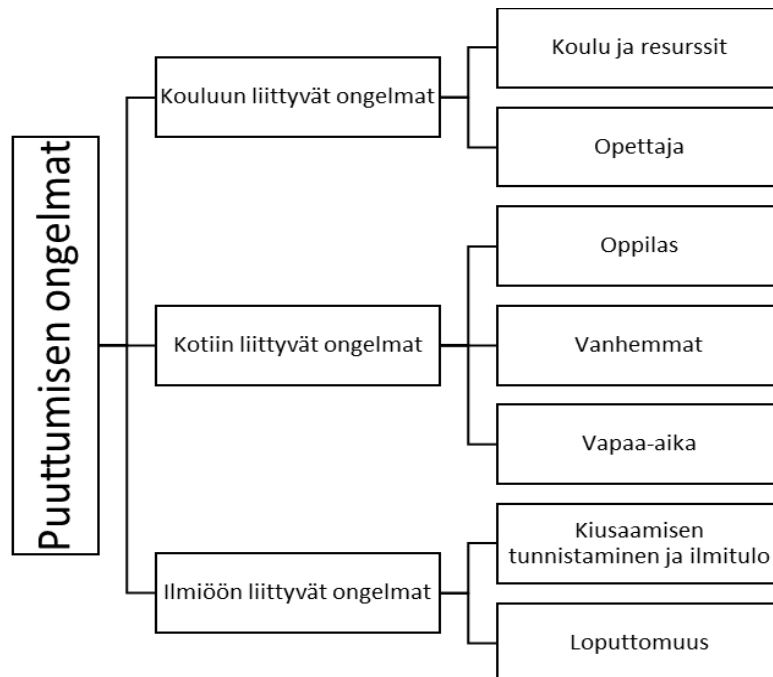 Puuttumisen ongelmat
Kouluun liittyvät ongelmat
Koulu ja resurssit
Opettaja
Kotiin liittyvät ongelmat
Oppilas
Vanhemmat
Vapaa-aika
Ilmiöön liittyvät ongelmat
Kiusaamisen
tunnistaminen ja ilmitulo
Loputtomuus